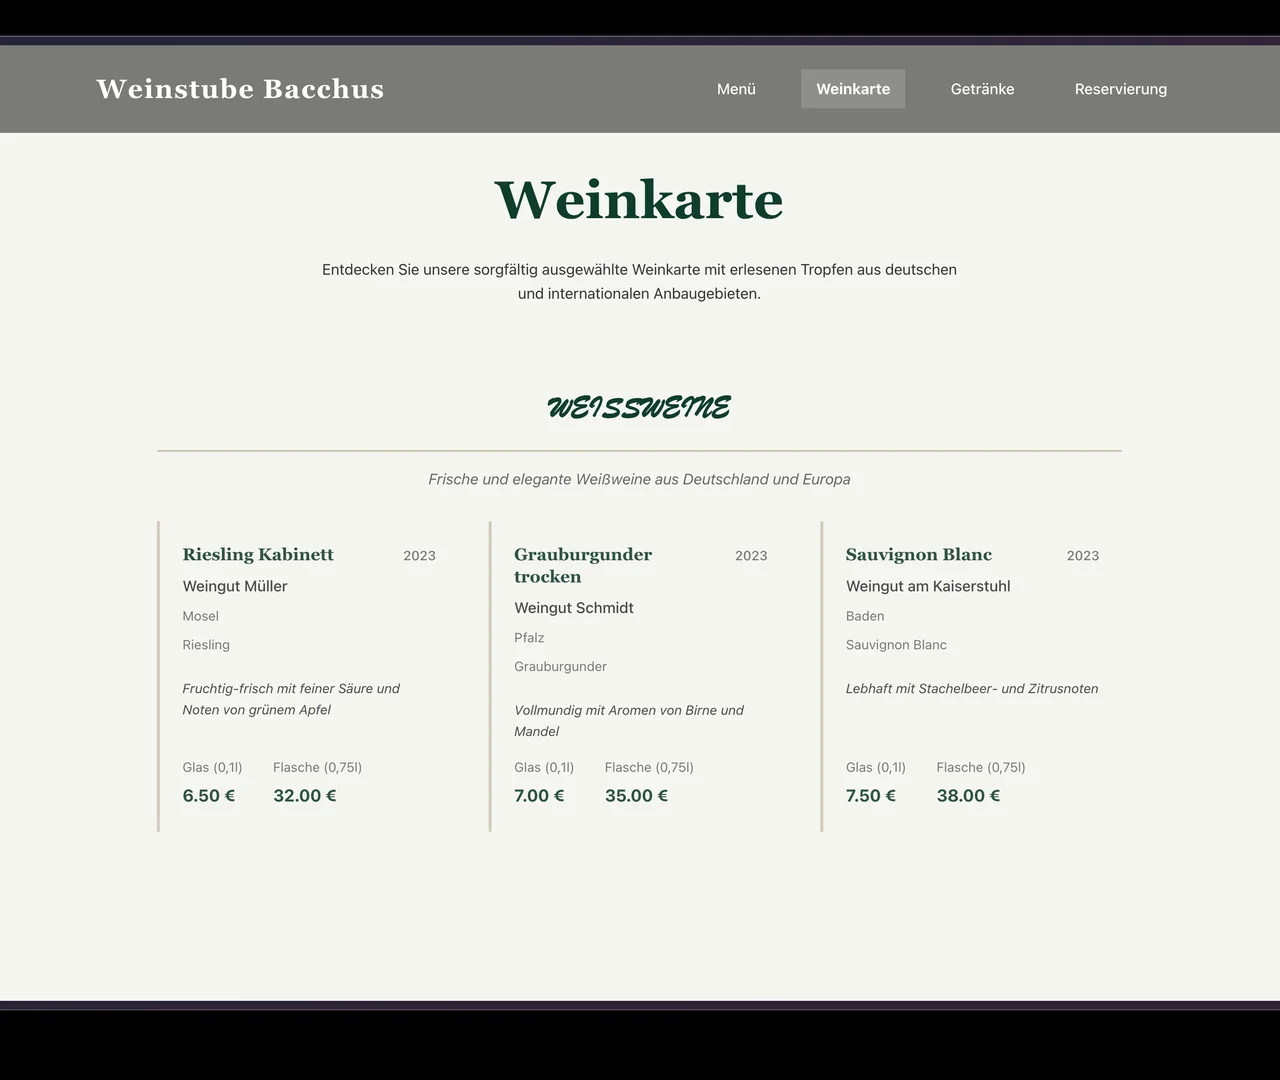 Weinstube Bacchus
Menü
Weinkarte
Getränke
Reservierung
Weinkarte
Entdecken Sie unsere sorgfältig ausgewählte Weinkarte mit erlesenen Tropfen aus deutschen
und internationalen Anbaugebieten.
WEISSWEINE
Frische und elegante Weißweine aus Deutschland und Europa
Riesling Kabinett 2023
Weingut Müller
Mosel
Riesling
Fruchtig-frisch mit feiner Säure und
Noten von grünem Apfel
Glas (0,1l) Flasche (0,75l)
6.50 € 32.00 €
Grauburgunder 2023
trocken
Weingut Schmidt
Pfalz
Grauburgunder
Vollmundig mit Aromen von Birne und
Mandel
Glas (0,1l) Flasche (0,75l)
7.00 € 35.00 €
Sauvignon Blanc 2023
Weingut am Kaiserstuhl
Baden
Sauvignon Blanc
Lebhaft mit Stachelbeer- und Zitrusnoten
Glas (0,1l) Flasche (0,75l)
7.50 € 38.00 €